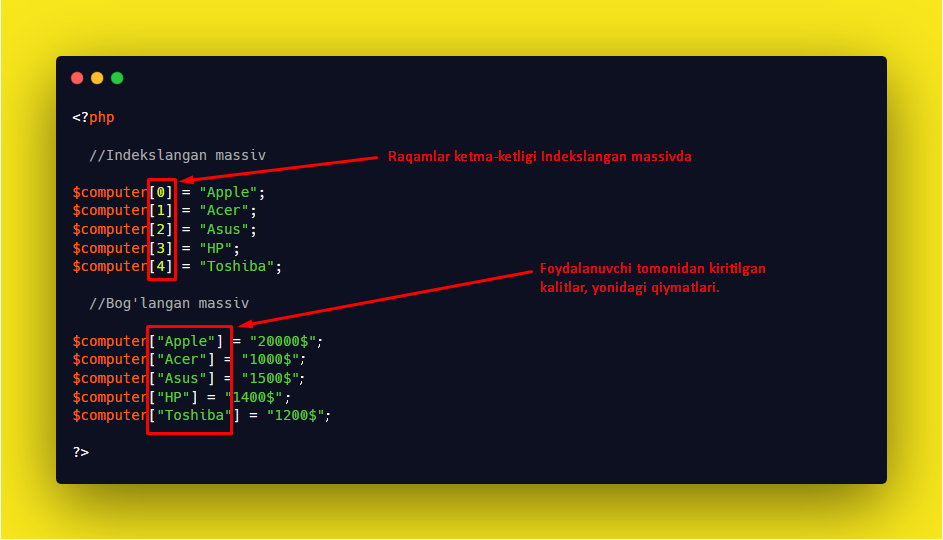 <?php
//Indekslangan massiv
Raqamlar ketma-ketligi Indekslangan massivda
$computer[0] = "Apple";
$computer[1] = "Acer";
$computer[2] = "Asus";
$computer[3] = "HP";
$computer[4] = "Toshiba";
Foydalanuvchi tomonidan kiritilgan
kalitlar, yonidagi qiymatlari.
//Bog'langan massiv
$computer["Apple"] = "20000$";
$computer["Acer"] = "1000$";
$computer["Asus"] = "1500$";
$computer["HP"] = "1400$";
$computer["Toshiba"] = "1200$";
?>